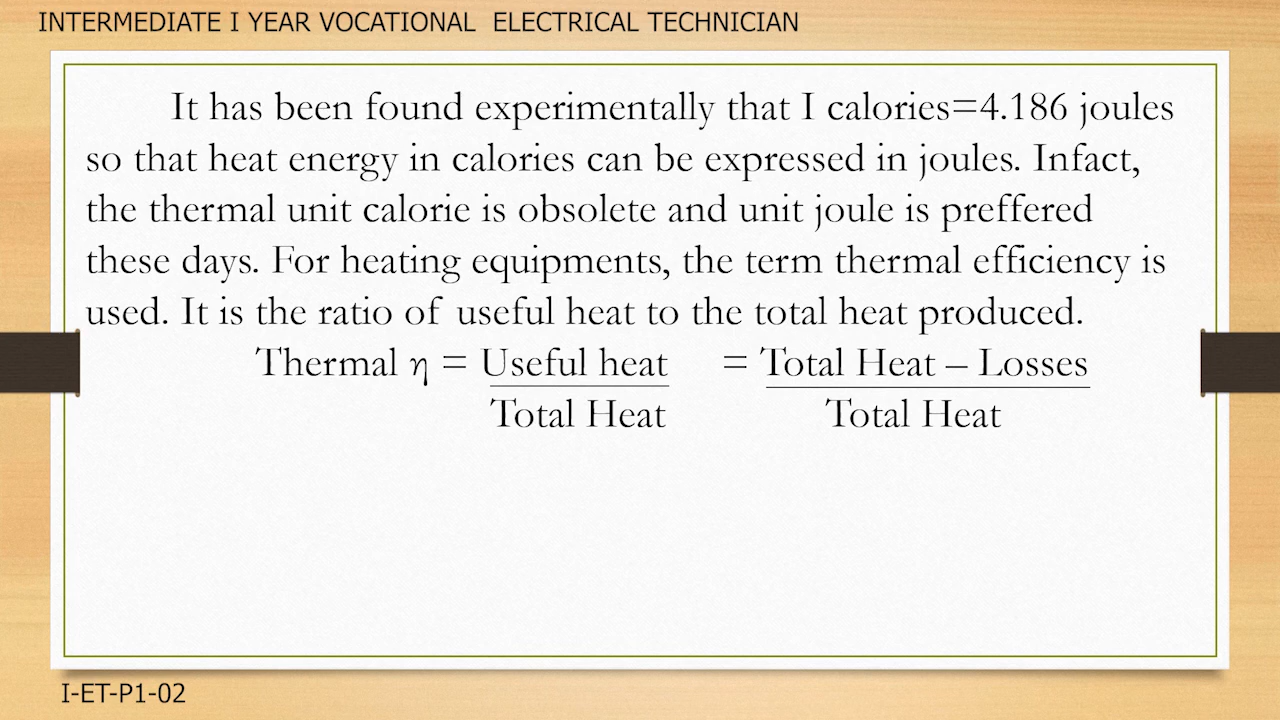 INTERMEDIATE I YEAR VOCATIONAL ELECTRICAL TECHNICIAN
It has been found experimentally that I calories=4.186 joules
so that heat energy in calories can be expressed in joules. Infact,
the thermal unit calorie is obsolete and unit joule is preffered
these days. For heating equipments, the term thermal efficiency is
used. It is the ratio of useful heat to the total heat produced.
Thermal η = Useful heat = Total Heat – Losses
Total Heat Total Heat
I-ET-P1-02